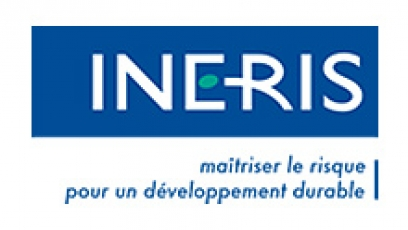 INERIS
maîtriser le risque
pour un développement durable